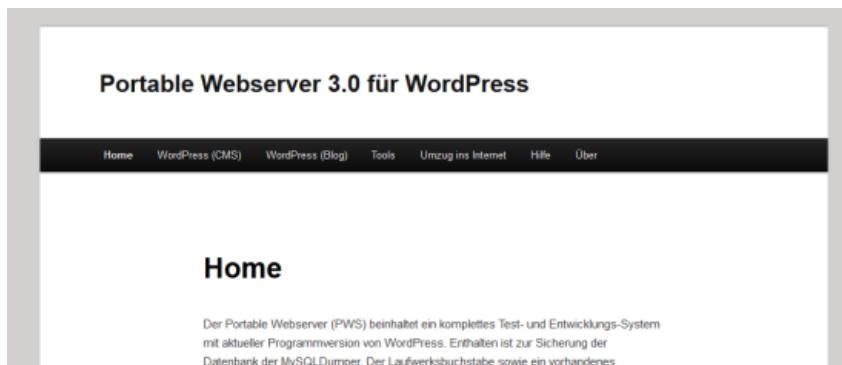 Portable Webserver 3.0 für WordPress
Home WordPress (CMS) WordPress (Blog) Tools Umzug ins Internet Hilfe Über
Home
Der Portable Webserver (PWS) beinhaltet ein komplettes Test- und Entwicklungs-System
mit aktueller Programmversion von WordPress. Enthalten ist zur Sicherung der
Datenbank der MySQLDumper. Der Laufwerksbuchstabe sowie ein vorhandenes